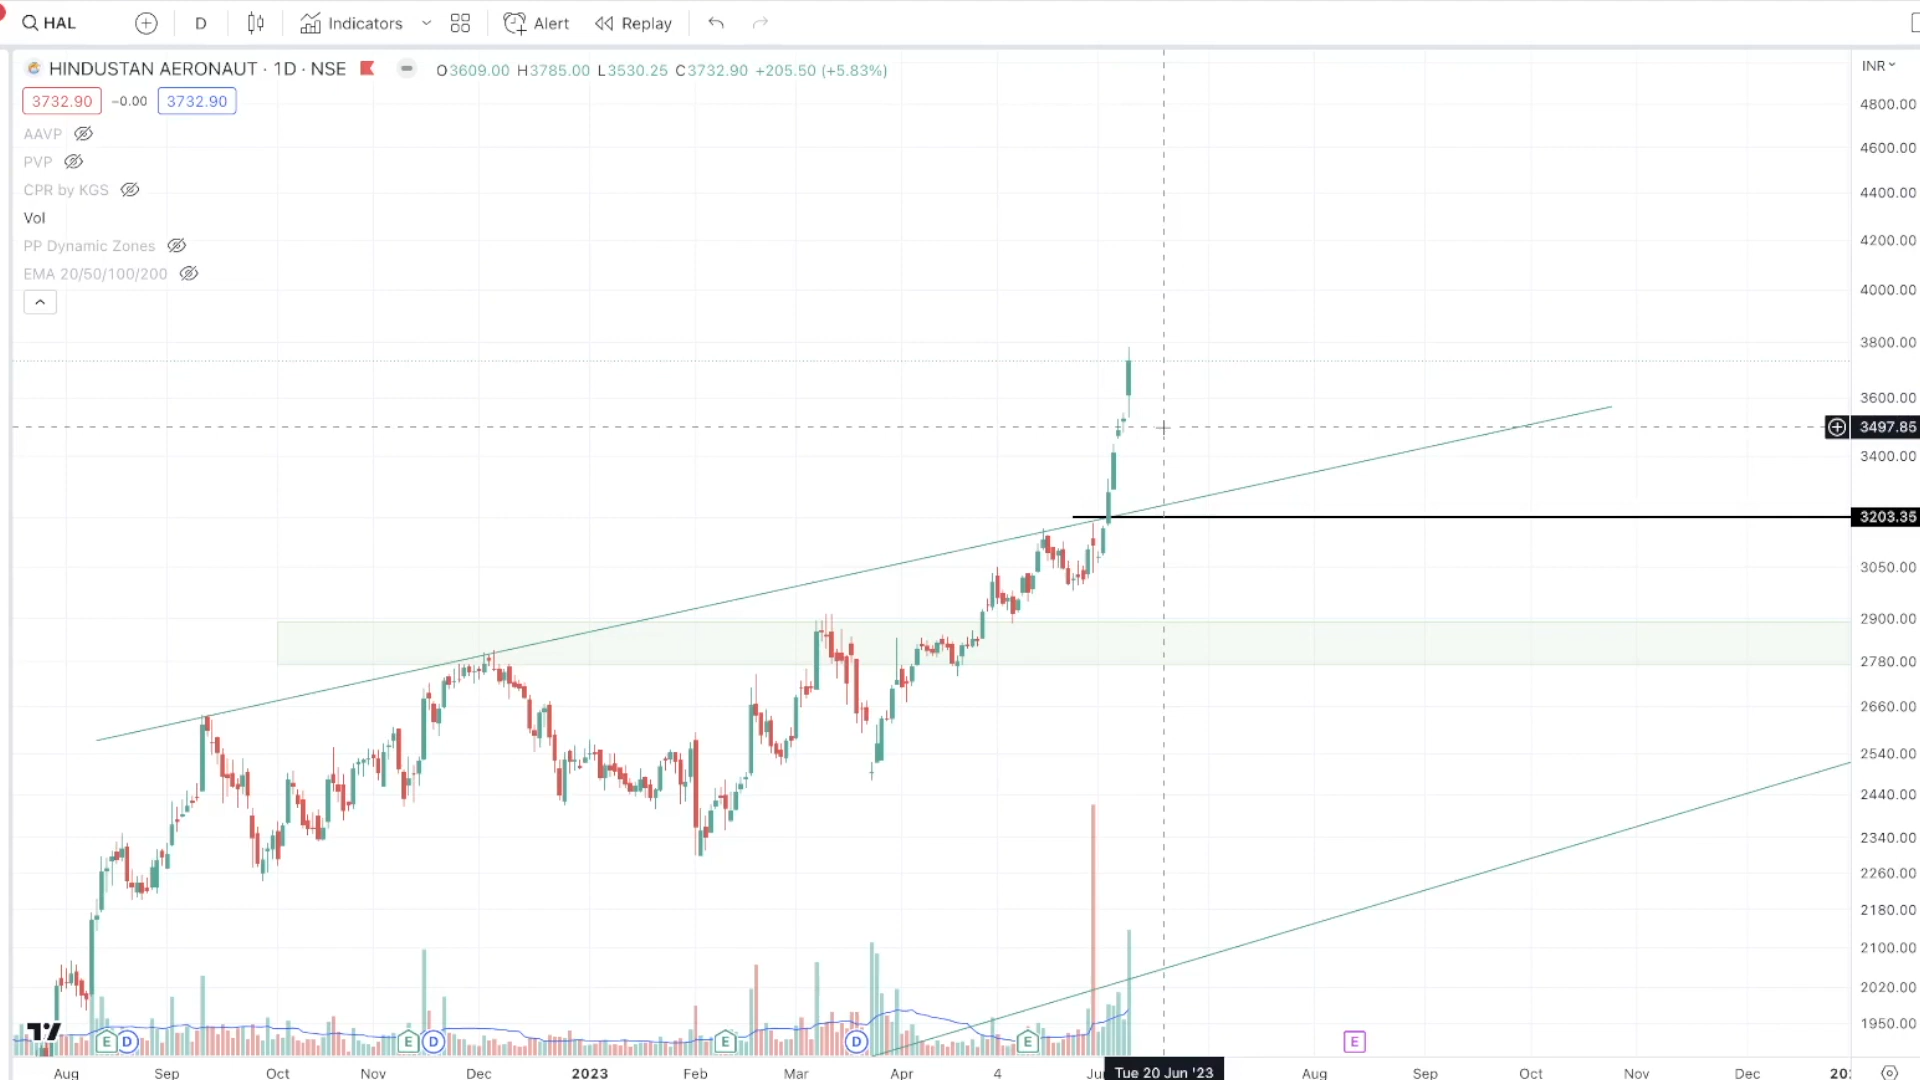 HAL D Indicators Alert Replay
HINDUSTAN AERONAUT · 1D · NSE O3609.00 H3785.00 L3530.25 C3732.90 +205.50 (+5.83%) INR
3732.90 −0.00 3732.90
AAVP
PVP
CPR by KGS
Vol
PP Dynamic Zones
EMA 20/50/100/200
4800.00
4600.00
4400.00
4200.00
4000.00
3800.00
3600.00
3497.85
3400.00
3203.35
3050.00
2900.00
2780.00
2660.00
2540.00
2440.00
2340.00
2260.00
2180.00
2100.00
2020.00
1950.00
E D E D E D E E
Aug Sep Oct Nov Dec 2023 Feb Mar Apr 4 Tue 20 Jun '23 Aug Sep Oct Nov Dec